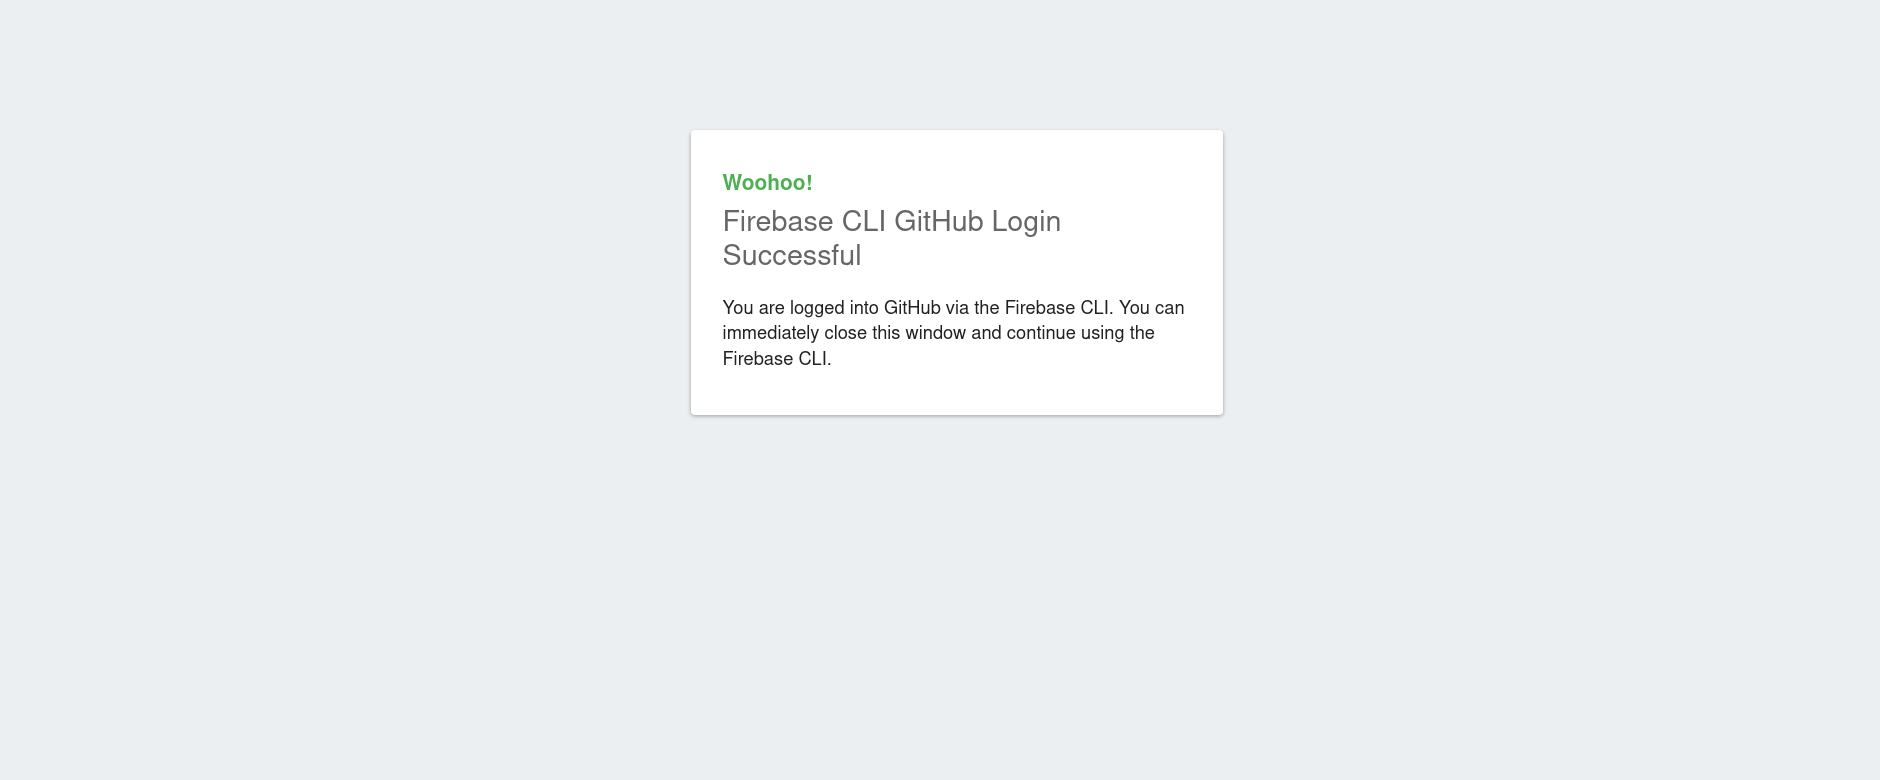 Woohoo!
Firebase CLI GitHub Login
Successful
You are logged into GitHub via the Firebase CLI. You can
immediately close this window and continue using the
Firebase CLI.